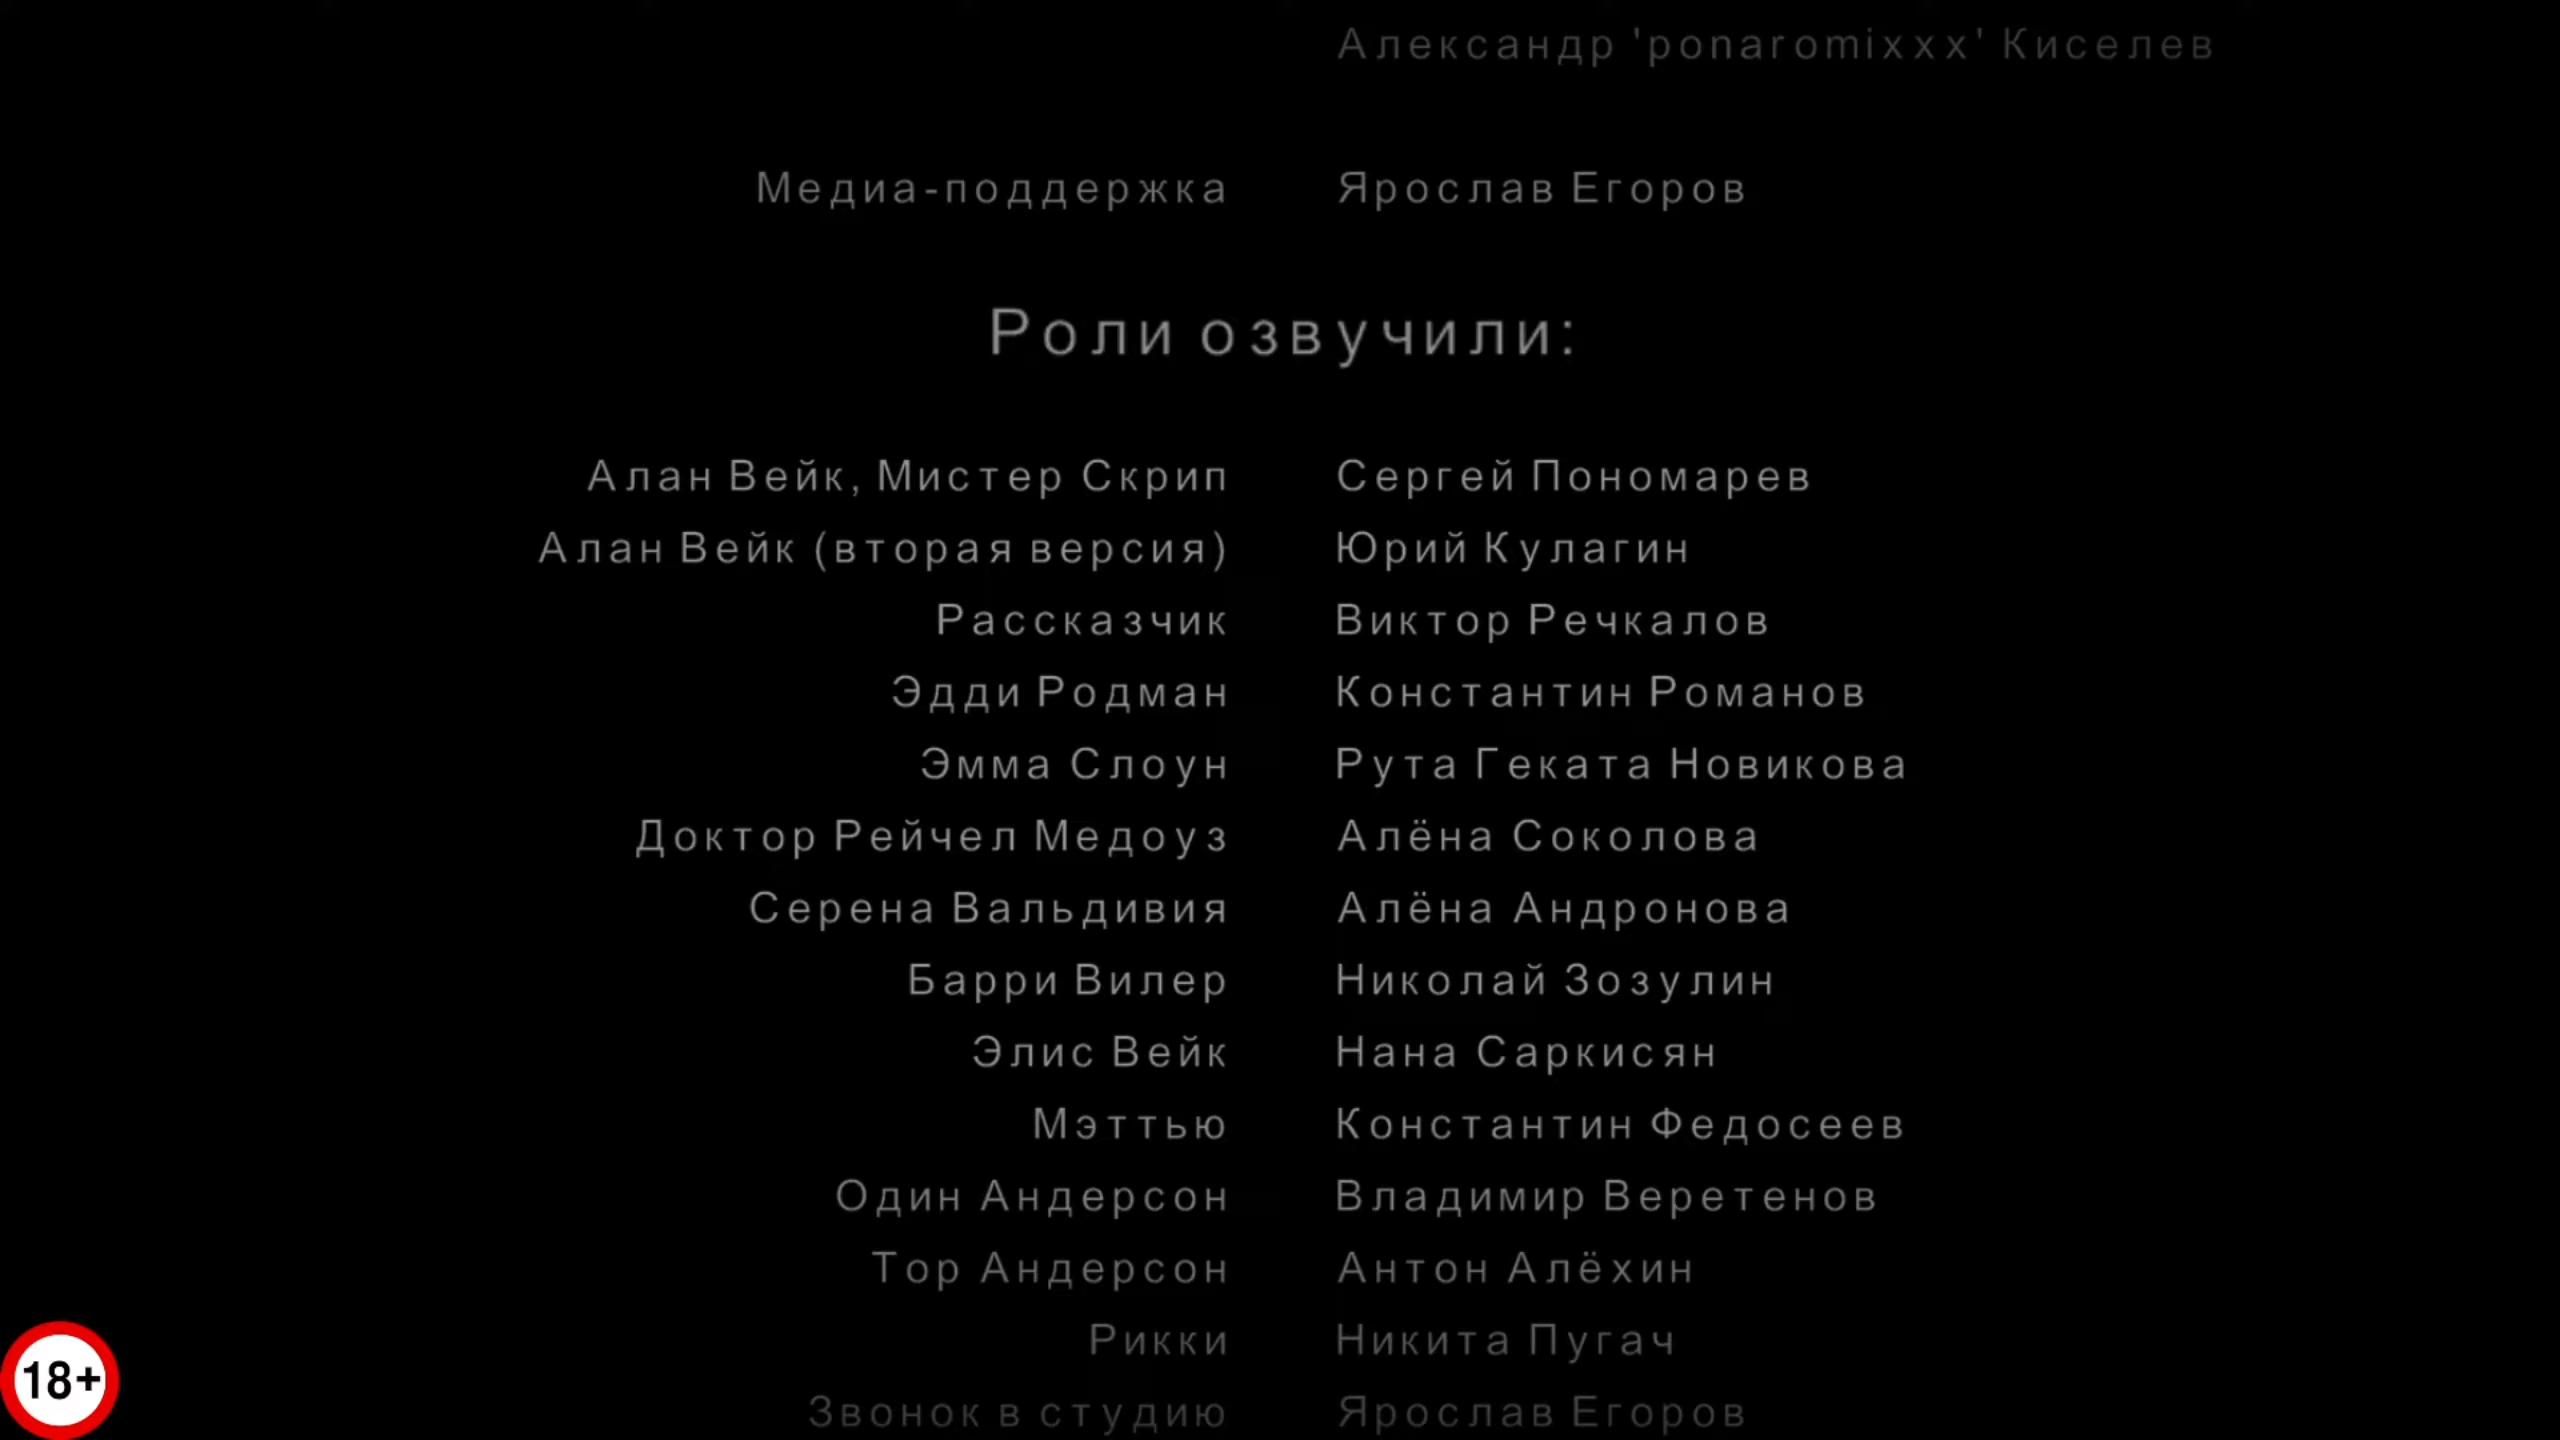 Александр 'ponaromixxx' Киселев
Медиа-поддержка Ярослав Егоров
Роли озвучили:
Алан Вейк, Мистер Скрип Сергей Пономарев
Алан Вейк (вторая версия) Юрий Кулагин
Рассказчик Виктор Речкалов
Эдди Родман Константин Романов
Эмма Слоун Рута Геката Новикова
Доктор Рейчел Медоуз Алёна Соколова
Серена Вальдивия Алёна Андронова
Барри Вилер Николай Зозулин
Элис Вейк Нана Саркисян
Мэттью Константин Федосеев
Один Андерсон Владимир Веретенов
Тор Андерсон Антон Алёхин
Рикки Никита Пугач
Звонок в студию Ярослав Егоров
18+